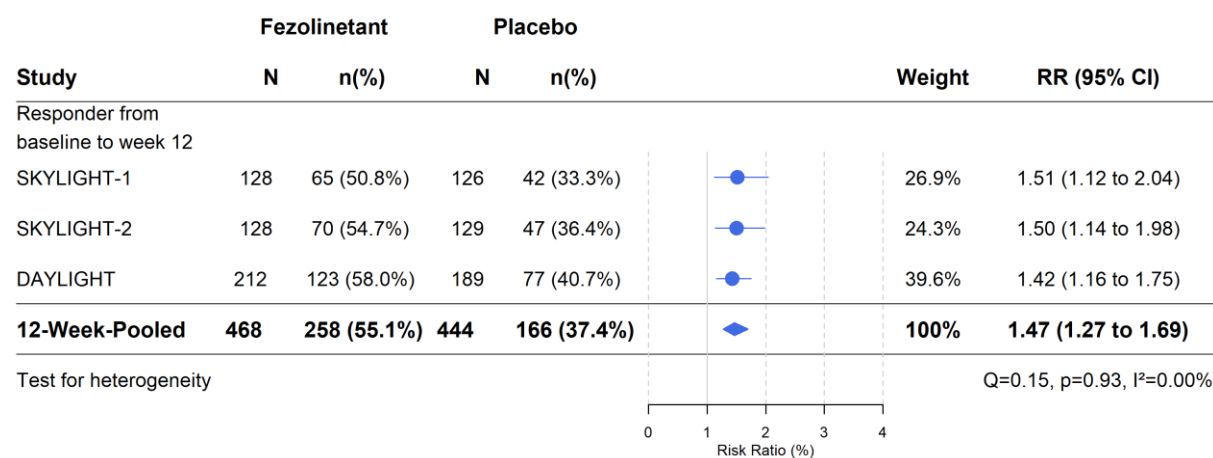 Fezolinetant Placebo
Study N n(%) N n(%) Weight RR (95% CI)
Responder from
baseline to week 12
SKYLIGHT-1 128 65 (50.8%) 126 42 (33.3%) 26.9% 1.51 (1.12 to 2.04)
SKYLIGHT-2 128 70 (54.7%) 129 47 (36.4%) 24.3% 1.50 (1.14 to 1.98)
DAYLIGHT 212 123 (58.0%) 189 77 (40.7%) 39.6% 1.42 (1.16 to 1.75)
12-Week-Pooled 468 258 (55.1%) 444 166 (37.4%) 100% 1.47 (1.27 to 1.69)
Test for heterogeneity Q=0.15, p=0.93, I²=0.00%
0 1 2 3 4
Risk Ratio (%)